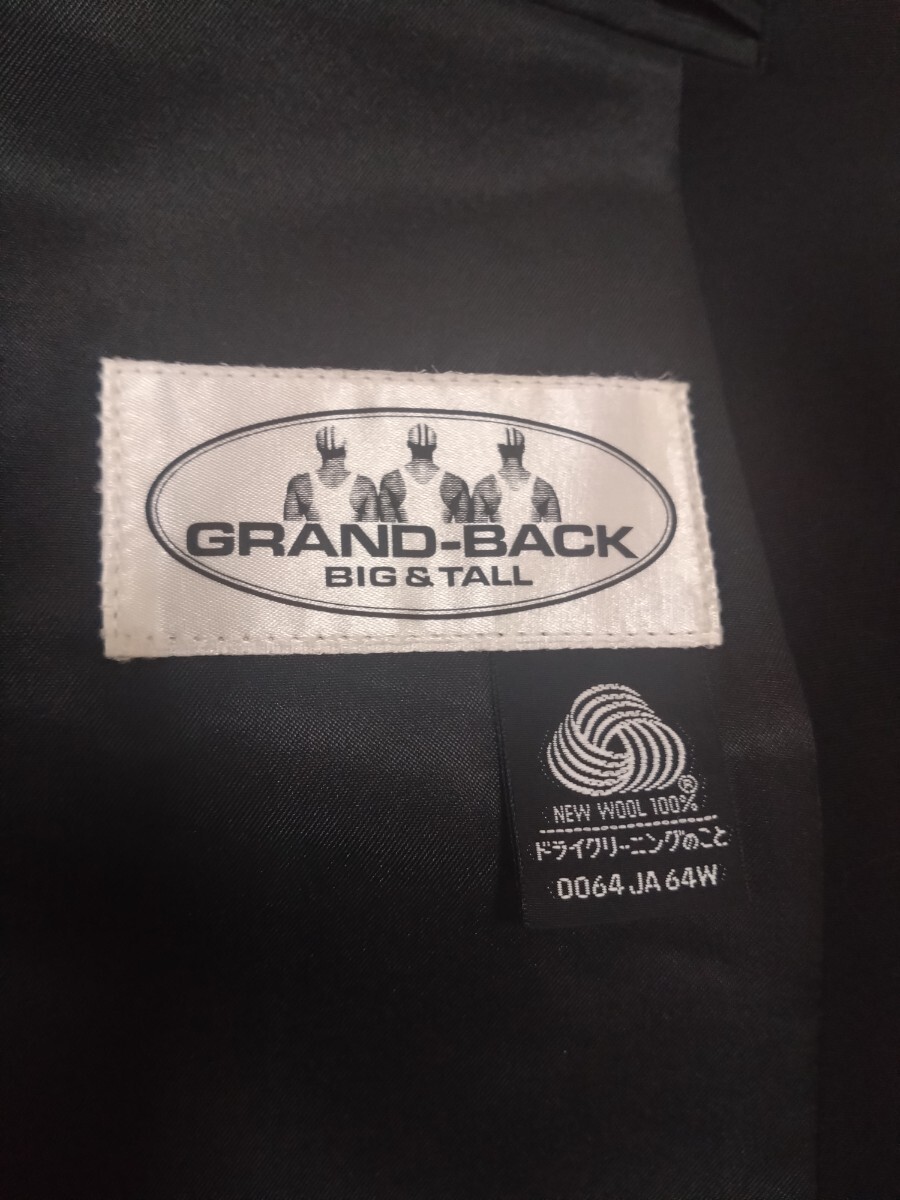 GRAND-BACK
BIG & TALL
®
NEW WOOL 100%
ドライクリーニングのこと
0064 JA 64W